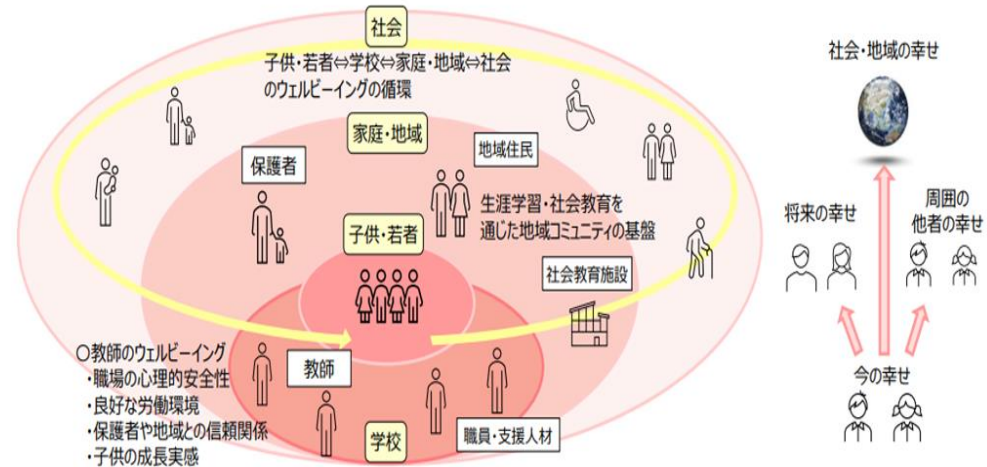 社会
子供・若者⇔学校⇔家庭・地域⇔社会
のウェルビーイングの循環
家庭・地域
保護者
地域住民
生涯学習・社会教育を
通じた地域コミュニティの基盤
子供・若者
社会教育施設
〇教師のウェルビーイング
・職場の心理的安全性
・良好な労働環境
・保護者や地域との信頼関係
・子供の成長実感
教師
学校
職員・支援人材
社会・地域の幸せ
将来の幸せ
周囲の
他者の幸せ
今の幸せ